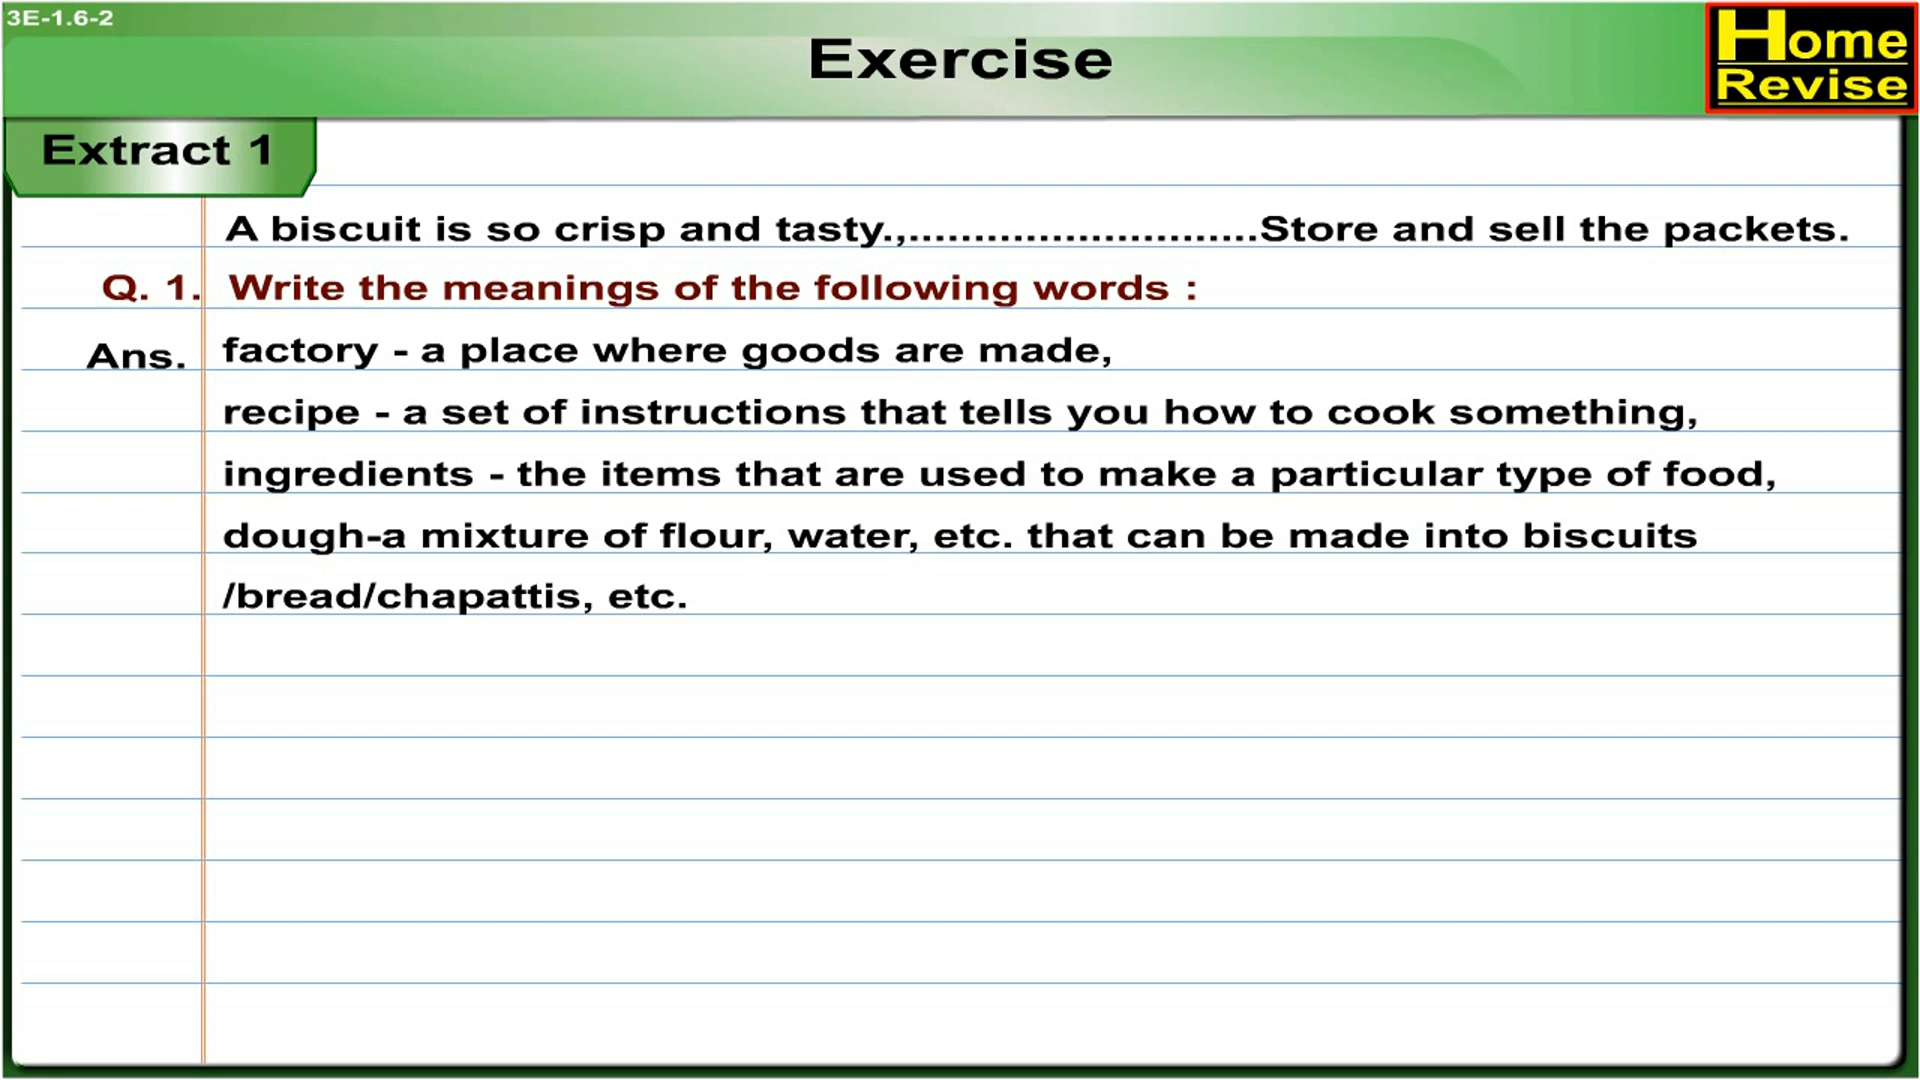 3E-1.6-2
Exercise
Home
Revise
Extract 1
A biscuit is so crisp and tasty.,...........................Store and sell the packets.
Q. 1. Write the meanings of the following words :
Ans. factory - a place where goods are made,
recipe - a set of instructions that tells you how to cook something,
ingredients - the items that are used to make a particular type of food,
dough-a mixture of flour, water, etc. that can be made into biscuits
/bread/chapattis, etc.